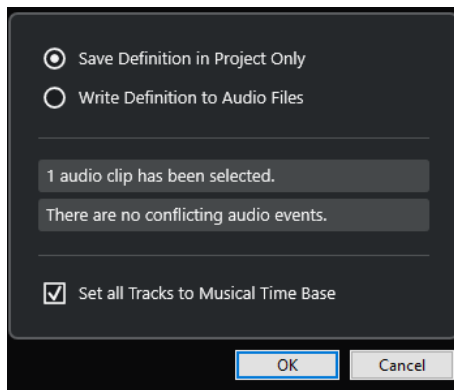 Save Definition in Project Only
Write Definition to Audio Files
1 audio clip has been selected.
There are no conflicting audio events.
Set all Tracks to Musical Time Base
OK
Cancel